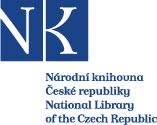 NK
Národní knihovna
České republiky
National Library
of the Czech Republic